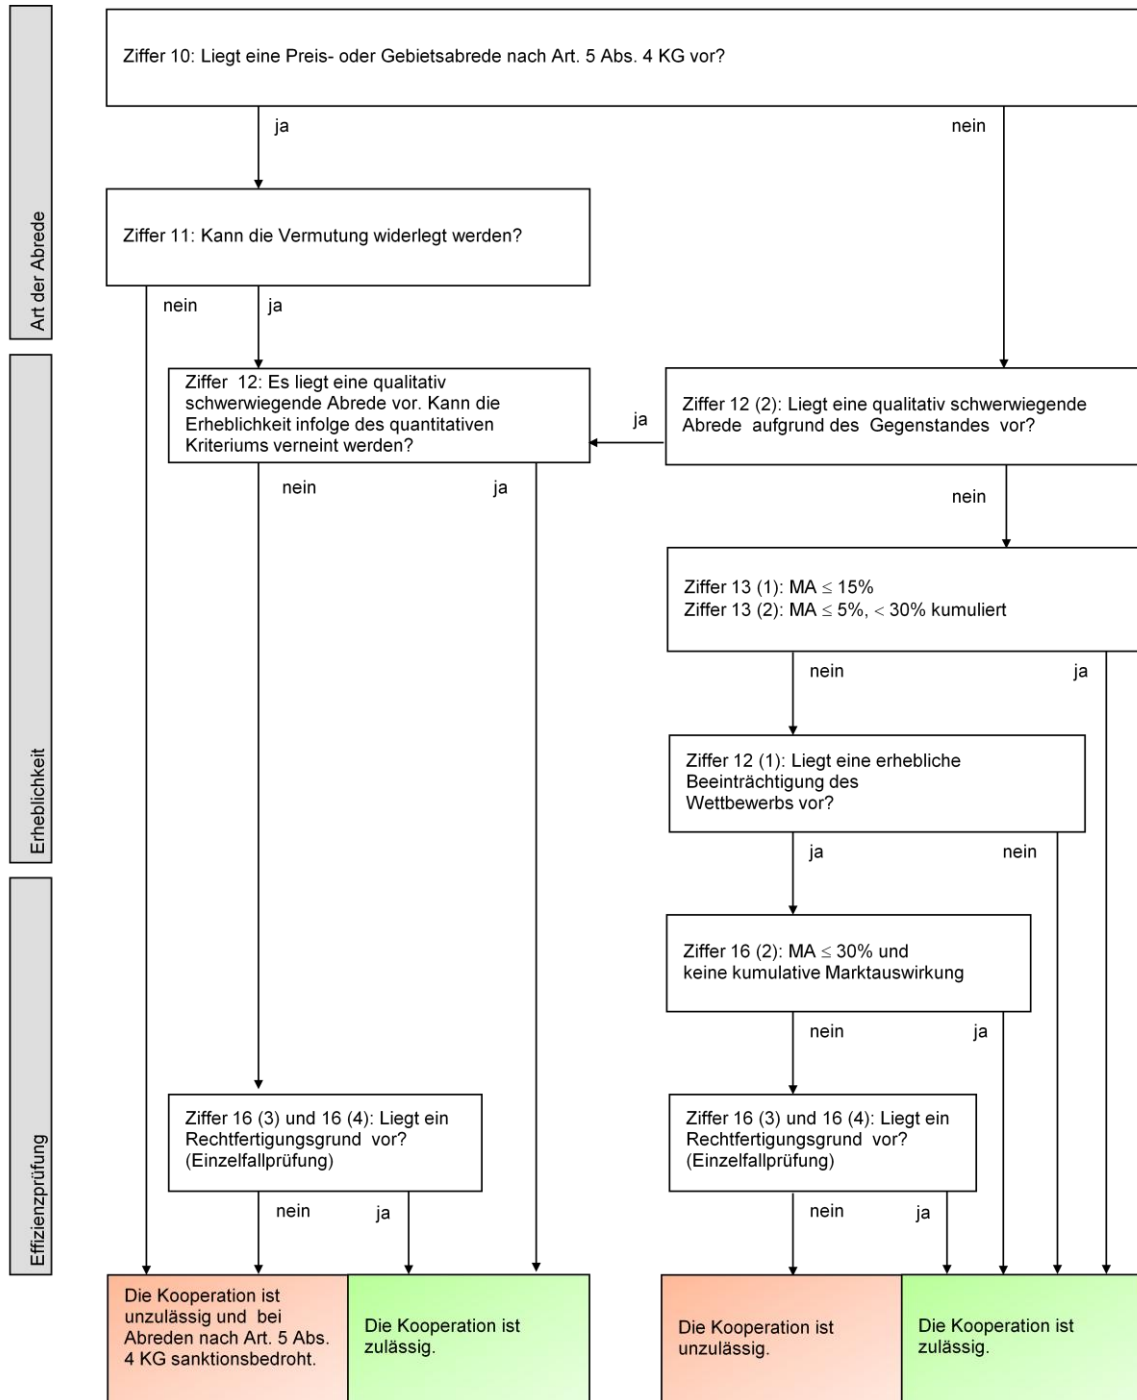 Ziffer 10: Liegt eine Preis- oder Gebietsabrede nach Art. 5 Abs. 4 KG vor?
ja
nein
Art der Abrede
Ziffer 11: Kann die Vermutung widerlegt werden?
nein
ja
Ziffer 12: Es liegt eine qualitativ
schwerwiegende Abrede vor. Kann die
Erheblichkeit infolge des quantitativen
Kriteriums verneint werden?
ja
Ziffer 12 (2): Liegt eine qualitativ schwerwiegende
Abrede aufgrund des Gegenstandes vor?
nein
ja
nein
Ziffer 13 (1): MA ≤ 15%
Ziffer 13 (2): MA ≤ 5%, < 30% kumuliert
nein
ja
Erheblichkeit
Ziffer 12 (1): Liegt eine erhebliche
Beeinträchtigung des
Wettbewerbs vor?
ja
nein
Ziffer 16 (2): MA ≤ 30% und
keine kumulative Marktauswirkung
nein
ja
Effizienzprüfung
Ziffer 16 (3) und 16 (4): Liegt ein
Rechtfertigungsgrund vor?
(Einzelfallprüfung)
nein
ja
Ziffer 16 (3) und 16 (4): Liegt ein
Rechtfertigungsgrund vor?
(Einzelfallprüfung)
nein
ja
Die Kooperation ist
unzulässig und bei
Abreden nach Art. 5 Abs.
4 KG sanktionsbedroht.
Die Kooperation ist
zulässig.
Die Kooperation ist
unzulässig.
Die Kooperation ist
zulässig.